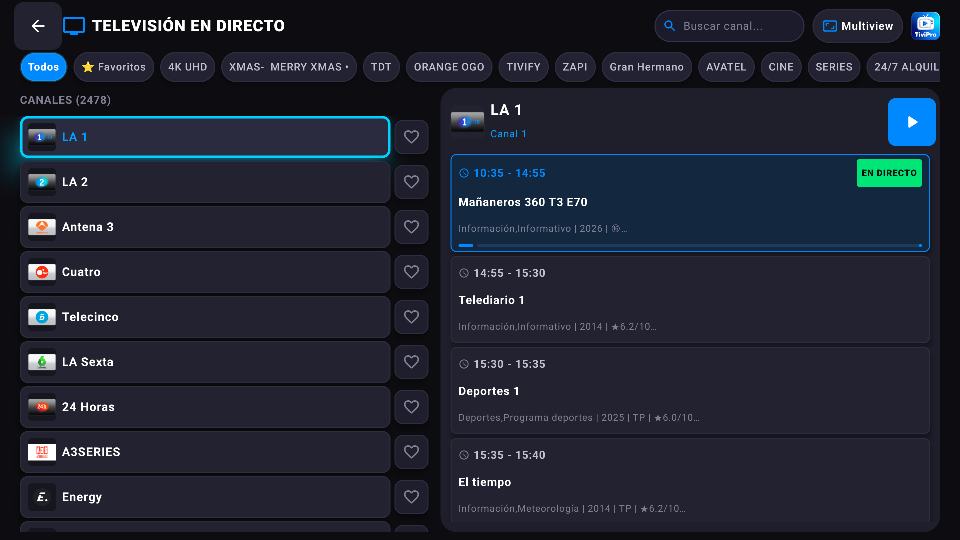 TELEVISIÓN EN DIRECTO
Buscar canal...
Multiview
TiviPro
Todos
⭐ Favoritos
4K UHD
XMAS- MERRY XMAS •
TDT
ORANGE OGO
TIVIFY
ZAPI
Gran Hermano
AVATEL
CINE
SERIES
24/7 ALQUIL
CANALES (2478)
LA 1
LA 2
Antena 3
Cuatro
Telecinco
LA Sexta
24 Horas
A3SERIES
Energy
LA 1
Canal 1
10:35 - 14:55
EN DIRECTO
Mañaneros 360 T3 E70
Información,Informativo | 2026 | ⑯...
14:55 - 15:30
Telediario 1
Información,Informativo | 2014 | ★6.2/10...
15:30 - 15:35
Deportes 1
Deportes,Programa deportes | 2025 | TP | ★6.0/10...
15:35 - 15:40
El tiempo
Información,Meteorología | 2014 | TP | ★6.2/10...